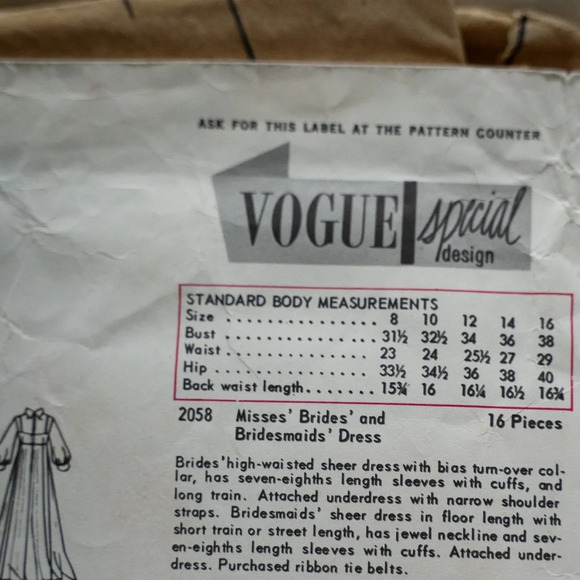 ASK FOR THIS LABEL AT THE PATTERN COUNTER
VOGUE special
design
STANDARD BODY MEASUREMENTS
Size ............... 8 10 12 14 16
Bust ............... 31½ 32½ 34 36 38
Waist ............... 23 24 25½ 27 29
Hip ............... 33½ 34½ 36 38 40
Back waist length....... 15¾ 16 16¼ 16½ 16¾
2058 Misses' Brides' and 16 Pieces
Bridesmaids' Dress
Brides' high-waisted sheer dress with bias turn-over col-
lar, has seven-eighths length sleeves with cuffs, and
long train. Attached underdress with narrow shoulder
straps. Bridesmaids' sheer dress in floor length with
short train or street length, has jewel neckline and sev-
en-eighths length sleeves with cuffs. Attached under-
dress. Purchased ribbon tie belts.